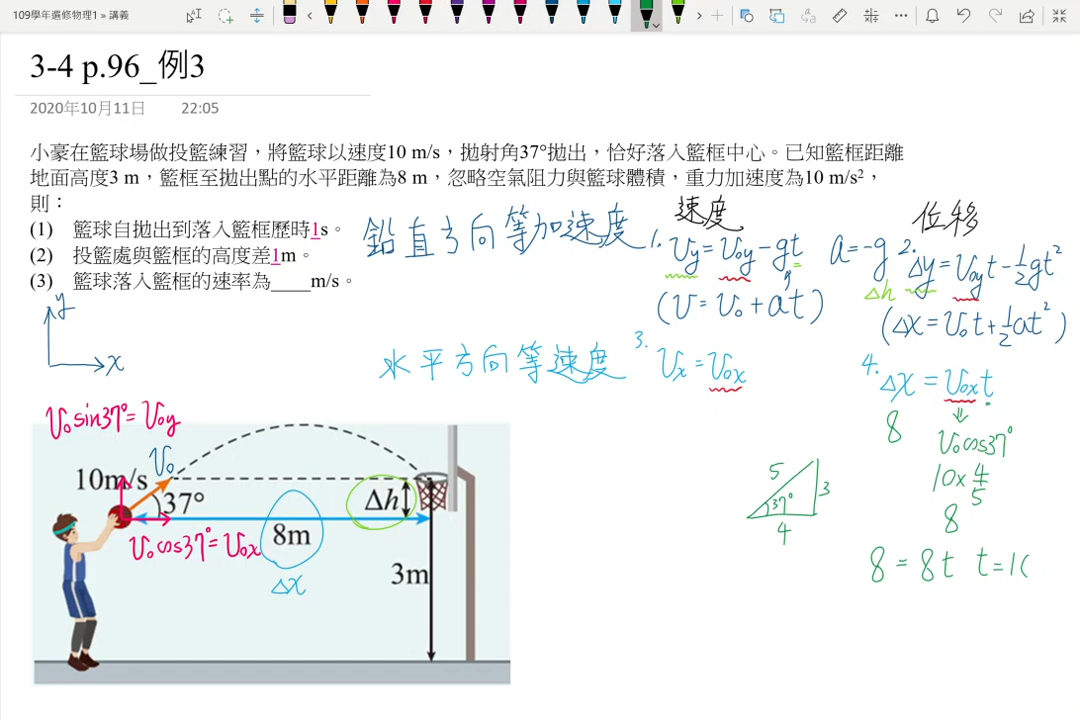 109學年選修物理1 » 講義
3-4 p.96_例3
2020年10月11日 22:05
小豪在籃球場做投籃練習，將籃球以速度10 m/s，拋射角37°拋出，恰好落入籃框中心。已知籃框距離
地面高度3 m，籃框至拋出點的水平距離為8 m，忽略空氣阻力與籃球體積，重力加速度為10 m/s²，
則：
(1) 籃球自拋出到落入籃框歷時1s。
(2) 投籃處與籃框的高度差1m。
(3) 籃球落入籃框的速率為____m/s。
速度
位移
鉛直方向等加速度
1. Vy = V₀y - gt
a = -g
2. Δy = V₀yt - ½gt²
Δh
(V = V₀ + at)
(Δx = V₀t + ½at²)
y
x
水平方向等速度
3. Vx = V₀x
4. Δx = V₀xt
8
V₀cos37°
10 × 4/5
8
8 = 8t t = 1(
5
3
37°
4
V₀sin37° = V₀y
V₀
10m/s
37°
Δh
V₀cos37° = V₀x
8m
Δx
3m